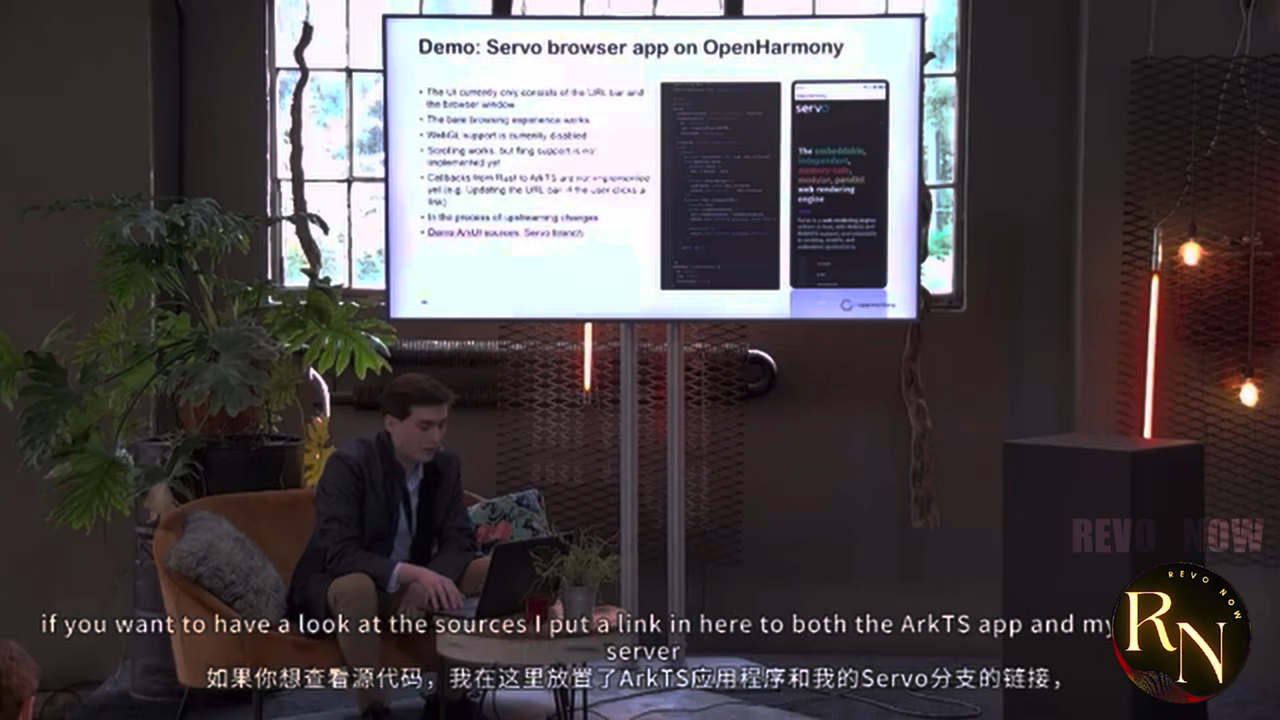 Demo: Servo browser app on OpenHarmony
• The UI currently only consists of the URL bar and
the browser window
• The bare browsing experience works
• WebGL support is currently disabled
• Scrolling works, but fling support is not
implemented yet
• Callbacks from Rust to ArkTS are not implemented
yet (e.g. Updating the URL bar if the user clicks a
link)
• In the process of upstreaming changes
• Demo ArkUI sources, Servo branch
servo
The embeddable,
independent,
memory-safe,
modular, parallel
web rendering
engine
OpenHarmony
REVO NOW
REVO NOW
RN
if you want to have a look at the sources I put a link in here to both the ArkTS app and my
server
如果你想查看源代码，我在这里放置了ArkTS应用程序和我的Servo分支的链接，